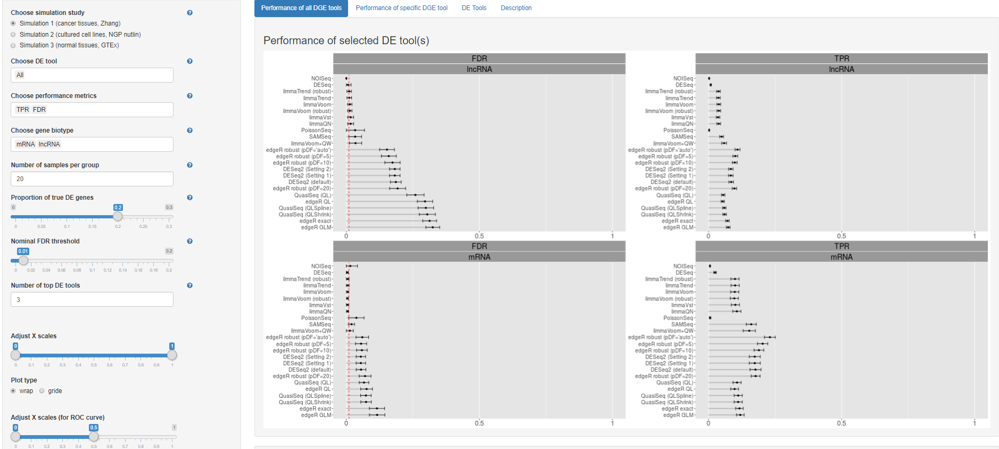 Choose simulation study
Simulation 1 (cancer tissues, Zhang)
Simulation 2 (cultured cell lines, NGP nutlin)
Simulation 3 (normal tissues, GTEx)
Choose DE tool
All
Choose performance metrics
TPR FDR
Choose gene biotype
mRNA lncRNA
Number of samples per group
20
Proportion of true DE genes
0 0.2 0.3
0 0.05 0.1 0.15 0.2 0.25 0.3
Nominal FDR threshold
0.01 0.2
0 0.02 0.04 0.06 0.08 0.1 0.12 0.14 0.16 0.18 0.2
Number of top DE tools
3
Adjust X scales
0 1
0 0.1 0.2 0.3 0.4 0.5 0.6 0.7 0.8 0.9 1
Plot type
wrap gride
Adjust X scales (for ROC curve)
0 0.5 1
0 0.1 0.2 0.3 0.4 0.5 0.6 0.7 0.8 0.9 1
Performance of all DGE tools Performance of specific DGE tool DE Tools Description
Performance of selected DE tool(s)
FDR
lncRNA
NOISeq
DESeq
limmaTrend (robust)
limmaTrend
limmaVoom
limmaVoom (robust)
limmaVst
limmaQN
PoissonSeq
SAMSeq
limmaVoom+QW
edgeR robust (pDF='auto')
edgeR robust (pDF=5)
edgeR robust (pDF=10)
DESeq2 (Setting 2)
DESeq2 (Setting 1)
DESeq2 (default)
edgeR robust (pDF=20)
QuasiSeq (QL)
edgeR QL
QuasiSeq (QLSpline)
QuasiSeq (QLShrink)
edgeR exact
edgeR GLM
0 0.5 1
TPR
lncRNA
NOISeq
DESeq
limmaTrend (robust)
limmaTrend
limmaVoom
limmaVoom (robust)
limmaVst
limmaQN
PoissonSeq
SAMSeq
limmaVoom+QW
edgeR robust (pDF='auto')
edgeR robust (pDF=5)
edgeR robust (pDF=10)
DESeq2 (Setting 2)
DESeq2 (Setting 1)
DESeq2 (default)
edgeR robust (pDF=20)
QuasiSeq (QL)
edgeR QL
QuasiSeq (QLSpline)
QuasiSeq (QLShrink)
edgeR exact
edgeR GLM
0 0.5 1
FDR
mRNA
NOISeq
DESeq
limmaTrend (robust)
limmaTrend
limmaVoom
limmaVoom (robust)
limmaVst
limmaQN
PoissonSeq
SAMSeq
limmaVoom+QW
edgeR robust (pDF='auto')
edgeR robust (pDF=5)
edgeR robust (pDF=10)
DESeq2 (Setting 2)
DESeq2 (Setting 1)
DESeq2 (default)
edgeR robust (pDF=20)
QuasiSeq (QL)
edgeR QL
QuasiSeq (QLSpline)
QuasiSeq (QLShrink)
edgeR exact
edgeR GLM
0 0.5 1
TPR
mRNA
NOISeq
DESeq
limmaTrend (robust)
limmaTrend
limmaVoom
limmaVoom (robust)
limmaVst
limmaQN
PoissonSeq
SAMSeq
limmaVoom+QW
edgeR robust (pDF='auto')
edgeR robust (pDF=5)
edgeR robust (pDF=10)
DESeq2 (Setting 2)
DESeq2 (Setting 1)
DESeq2 (default)
edgeR robust (pDF=20)
QuasiSeq (QL)
edgeR QL
QuasiSeq (QLSpline)
QuasiSeq (QLShrink)
edgeR exact
edgeR GLM
0 0.5 1